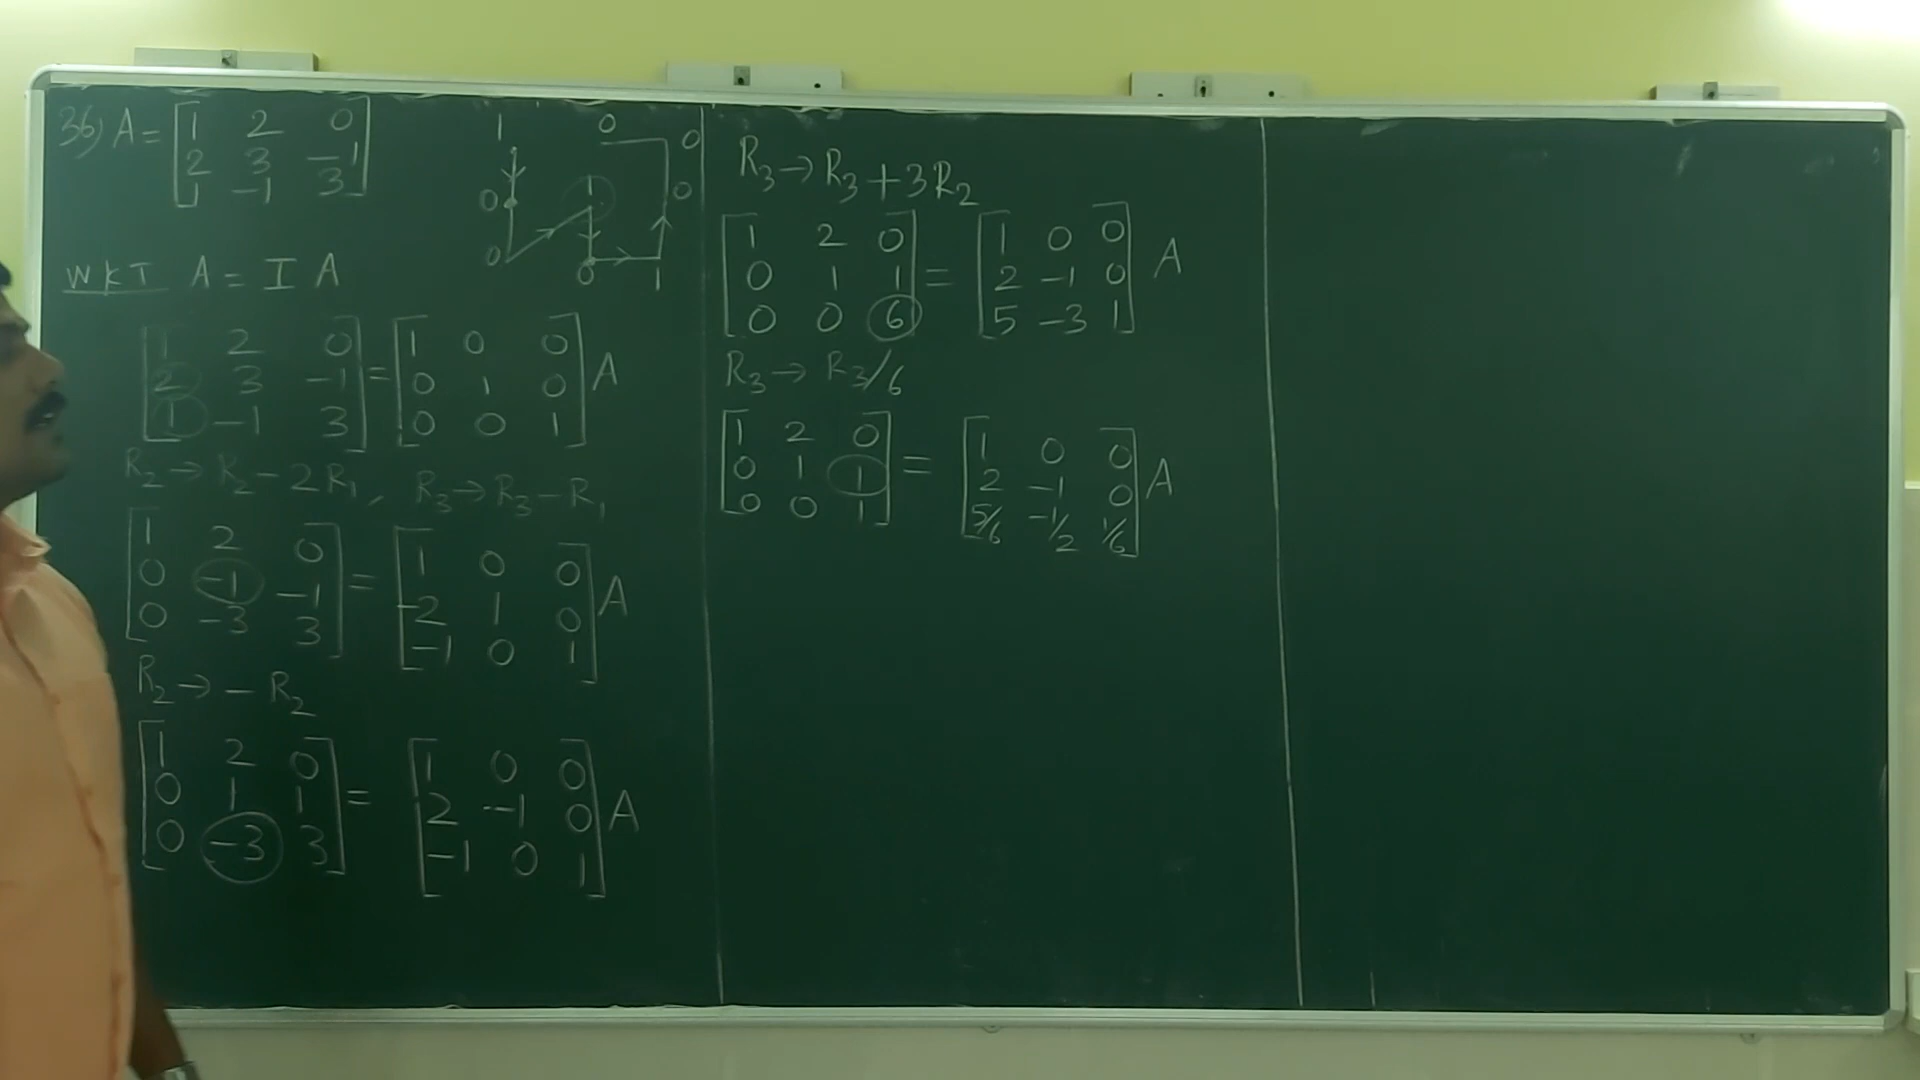 36) A = [1 2 0
2 3 -1
1 -1 3]
1 0 0
0 1 0
0 0 1
WKT A = I A
[1 2 0
2 3 -1
1 -1 3] = [1 0 0
0 1 0
0 0 1] A
R2 → R2 - 2R1, R3 → R3 - R1
[1 2 0
0 -1 -1
0 -3 3] = [1 0 0
-2 1 0
-1 0 1] A
R2 → - R2
[1 2 0
0 1 1
0 -3 3] = [1 0 0
2 -1 0
-1 0 1] A
R3 → R3 + 3R2
[1 2 0
0 1 1
0 0 6] = [1 0 0
2 -1 0
5 -3 1] A
R3 → R3/6
[1 2 0
0 1 1
0 0 1] = [1 0 0
2 -1 0
5/6 -1/2 1/6] A